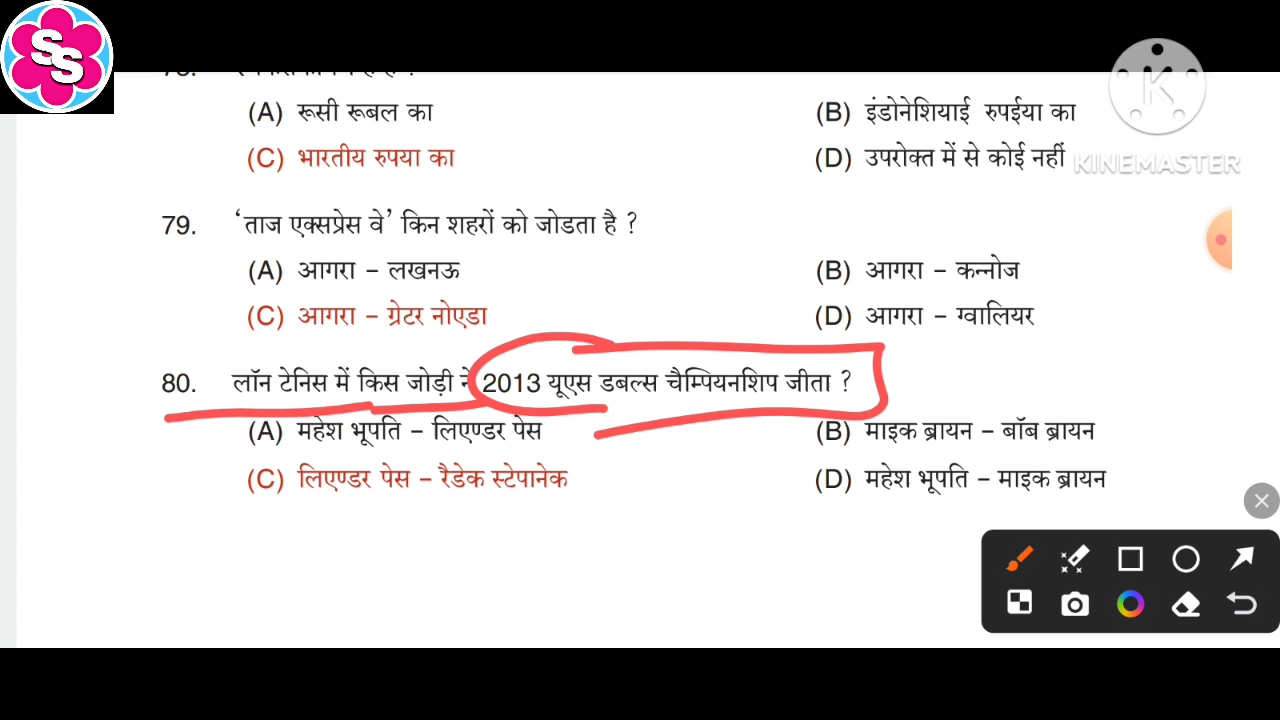 SS
78.
(A) रूसी रूबल का (B) इंडोनेशियाई रुपईया का
(C) भारतीय रुपया का (D) उपरोक्त में से कोई नहीं
KINEMASTER
79. ‘ताज एक्सप्रेस वे’ किन शहरों को जोडता है ?
(A) आगरा – लखनऊ (B) आगरा – कन्नोज
(C) आगरा – ग्रेटर नोएडा (D) आगरा – ग्वालियर
80. लॉन टेनिस में किस जोड़ी ने 2013 यूएस डबल्स चैम्पियनशिप जीता ?
(A) महेश भूपति – लिएण्डर पेस (B) माइक ब्रायन – बॉब ब्रायन
(C) लिएण्डर पेस – रैडेक स्टेपानेक (D) महेश भूपति – माइक ब्रायन